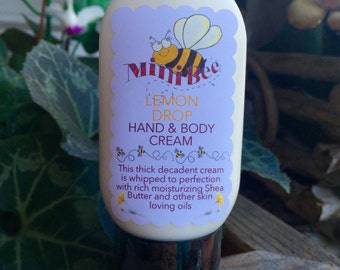 Mini Bee
LEMON
DROP
HAND & BODY
CREAM
This thick decadent cream
is whipped to perfection
with rich moisturizing Shea
Butter and other skin
loving oils